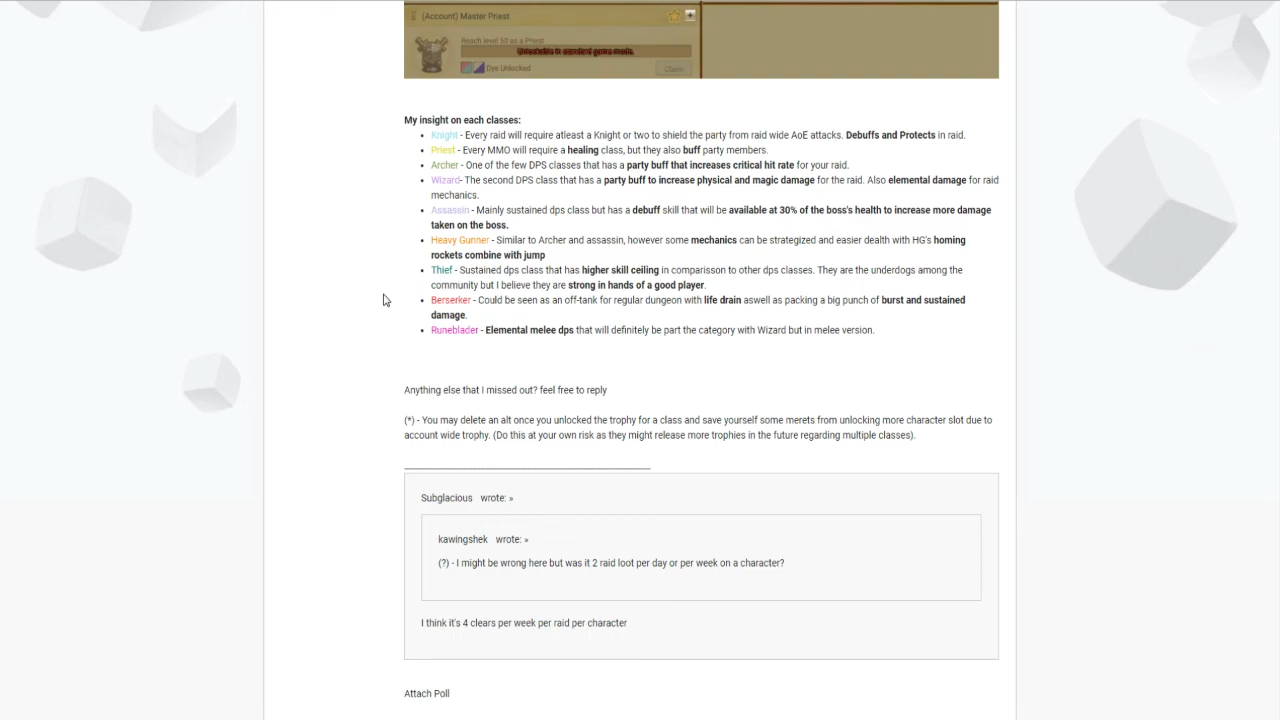 (Account) Master Priest
Reach level 50 as a Priest
Dye Unlocked
Claim
My insight on each classes:
• Knight - Every raid will require atleast a Knight or two to shield the party from raid wide AoE attacks. Debuffs and Protects in raid.
• Priest - Every MMO will require a healing class, but they also buff party members.
• Archer - One of the few DPS classes that has a party buff that increases critical hit rate for your raid.
• Wizard- The second DPS class that has a party buff to increase physical and magic damage for the raid. Also elemental damage for raid
mechanics.
• Assassin - Mainly sustained dps class but has a debuff skill that will be available at 30% of the boss's health to increase more damage
taken on the boss.
• Heavy Gunner - Similar to Archer and assassin, however some mechanics can be strategized and easier dealth with HG's homing
rockets combine with jump
• Thief - Sustained dps class that has higher skill ceiling in comparisson to other dps classes. They are the underdogs among the
community but I believe they are strong in hands of a good player.
• Berserker - Could be seen as an off-tank for regular dungeon with life drain aswell as packing a big punch of burst and sustained
damage.
• Runeblader - Elemental melee dps that will definitely be part the category with Wizard but in melee version.
Anything else that I missed out? feel free to reply
(*) - You may delete an alt once you unlocked the trophy for a class and save yourself some merets from unlocking more character slot due to
account wide trophy. (Do this at your own risk as they might release more trophies in the future regarding multiple classes).
Subglacious wrote: »
kawingshek wrote: »
(?) - I might be wrong here but was it 2 raid loot per day or per week on a character?
I think it's 4 clears per week per raid per character
Attach Poll